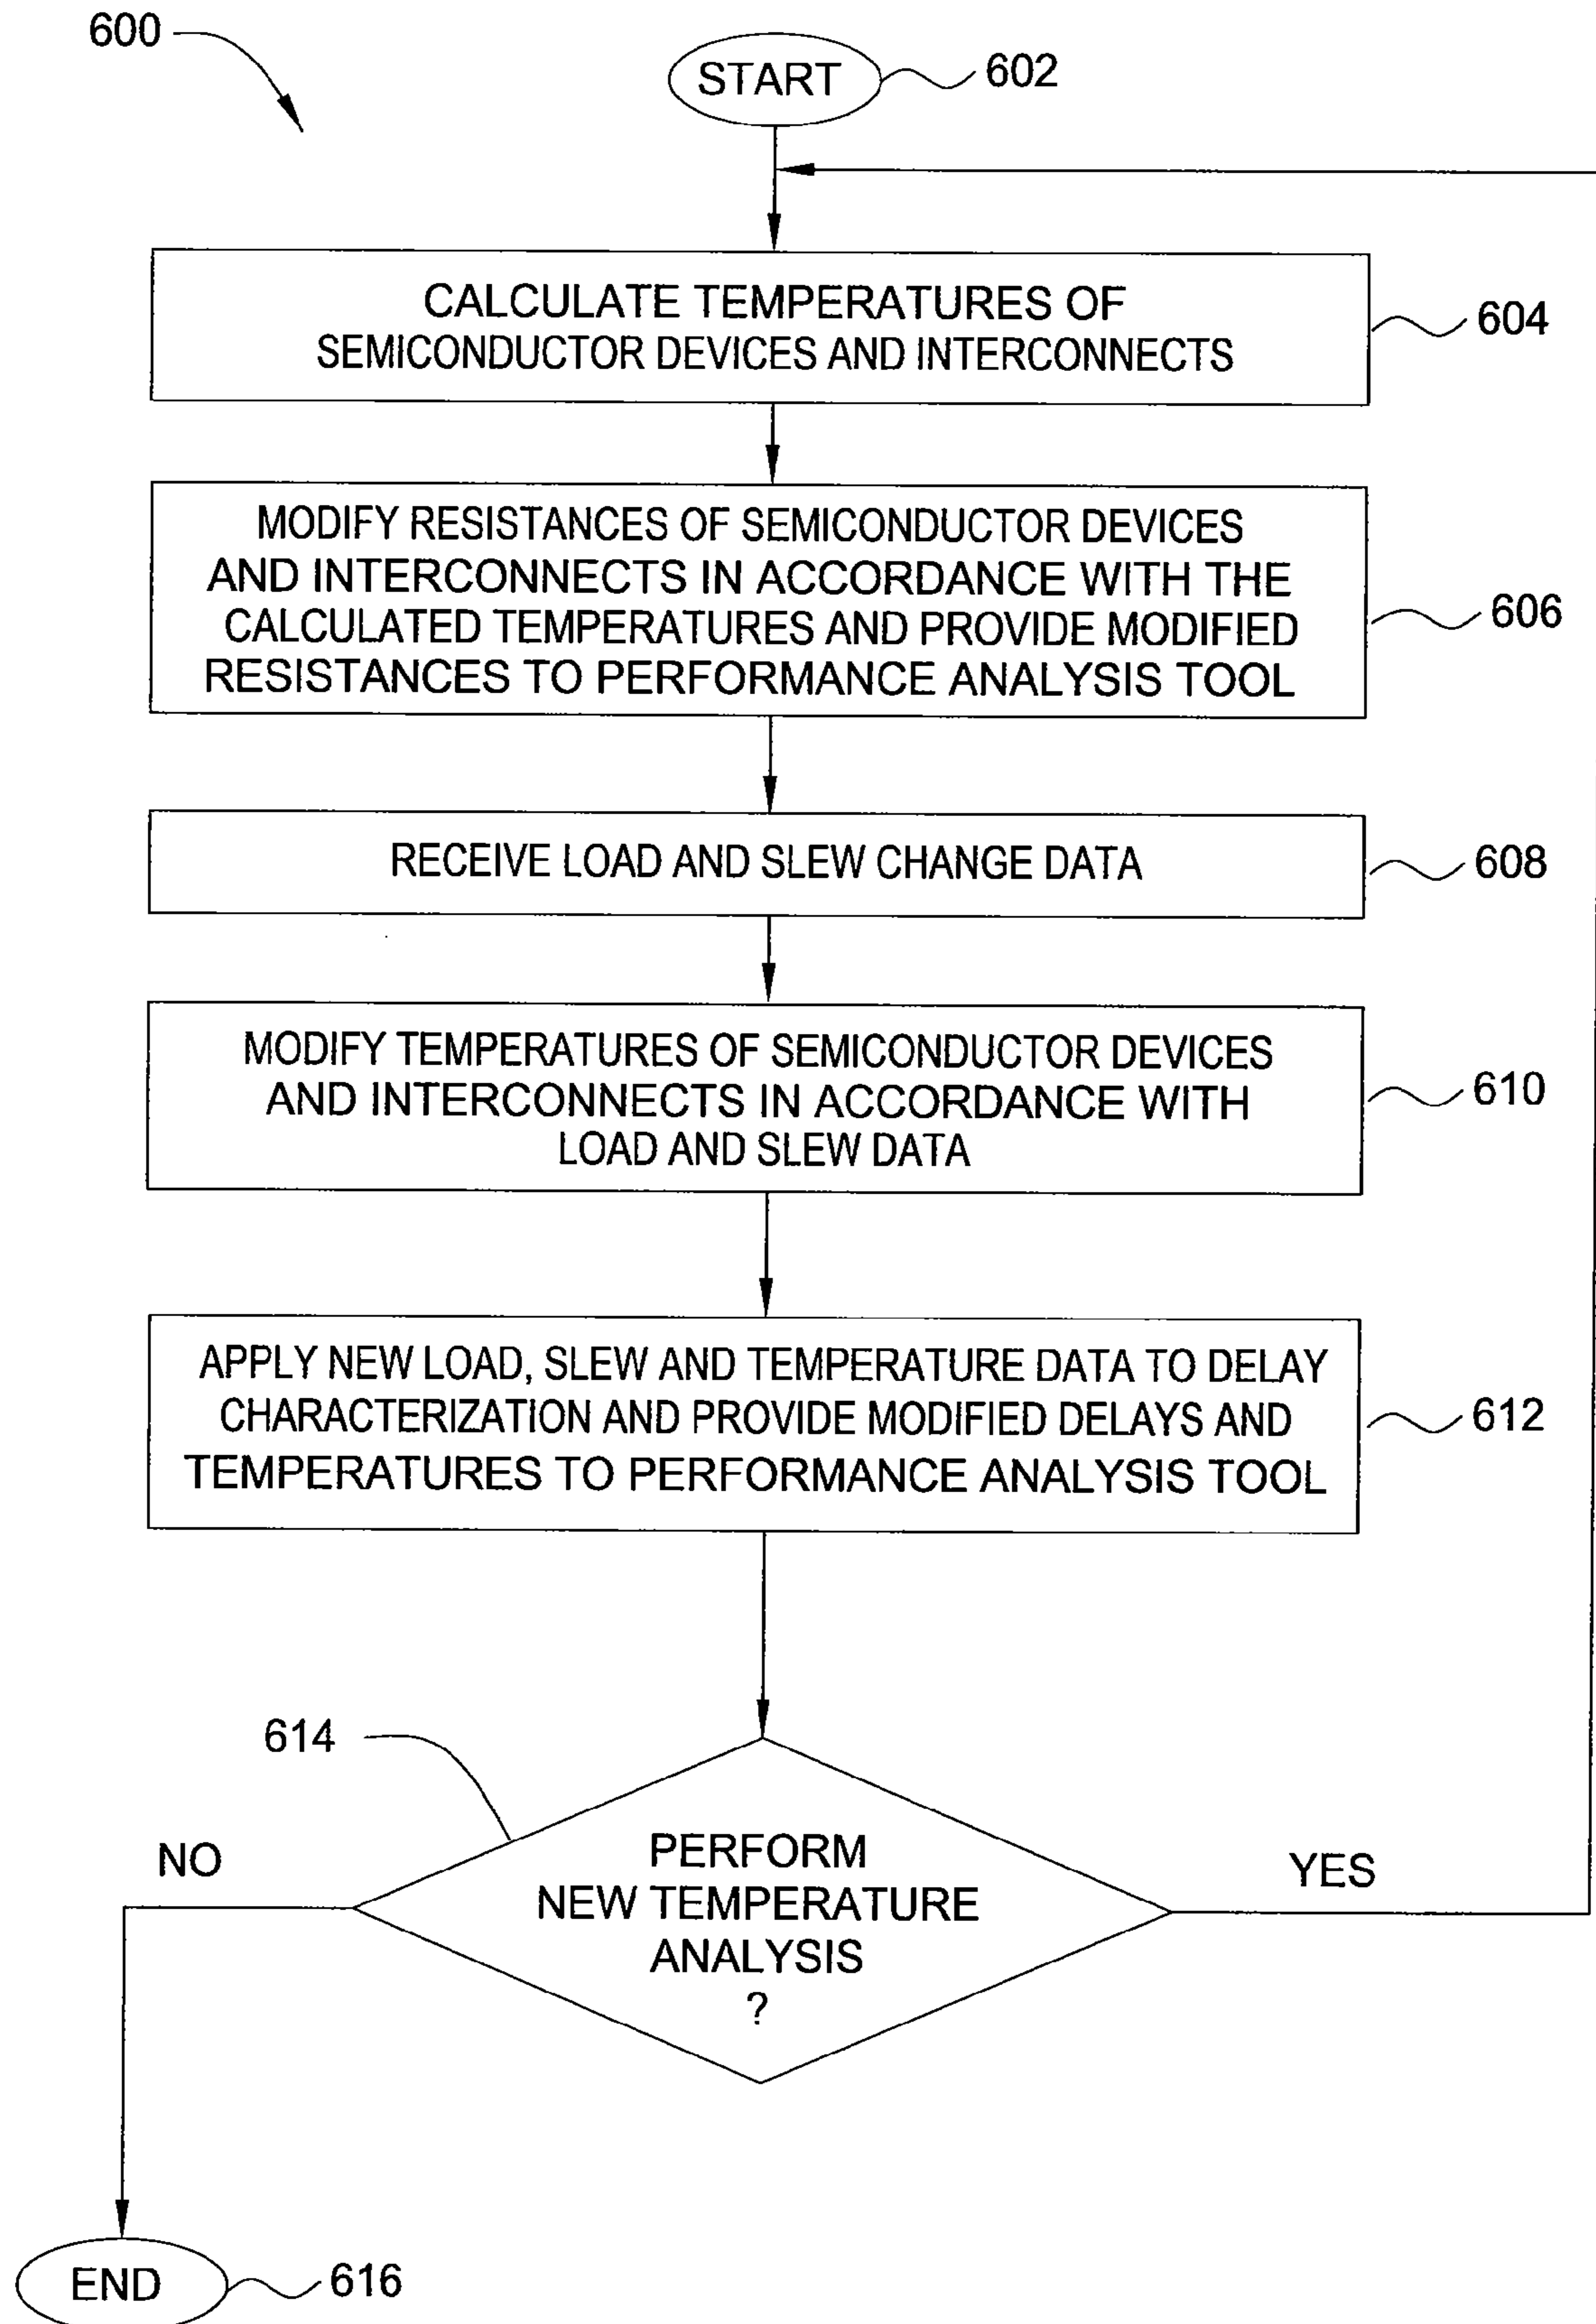 600
START
602
CALCULATE TEMPERATURES OF
SEMICONDUCTOR DEVICES AND INTERCONNECTS
604
MODIFY RESISTANCES OF SEMICONDUCTOR DEVICES
AND INTERCONNECTS IN ACCORDANCE WITH THE
CALCULATED TEMPERATURES AND PROVIDE MODIFIED
RESISTANCES TO PERFORMANCE ANALYSIS TOOL
606
RECEIVE LOAD AND SLEW CHANGE DATA
608
MODIFY TEMPERATURES OF SEMICONDUCTOR DEVICES
AND INTERCONNECTS IN ACCORDANCE WITH
LOAD AND SLEW DATA
610
APPLY NEW LOAD, SLEW AND TEMPERATURE DATA TO DELAY
CHARACTERIZATION AND PROVIDE MODIFIED DELAYS AND
TEMPERATURES TO PERFORMANCE ANALYSIS TOOL
612
614
NO
PERFORM
NEW TEMPERATURE
ANALYSIS
?
YES
END
616